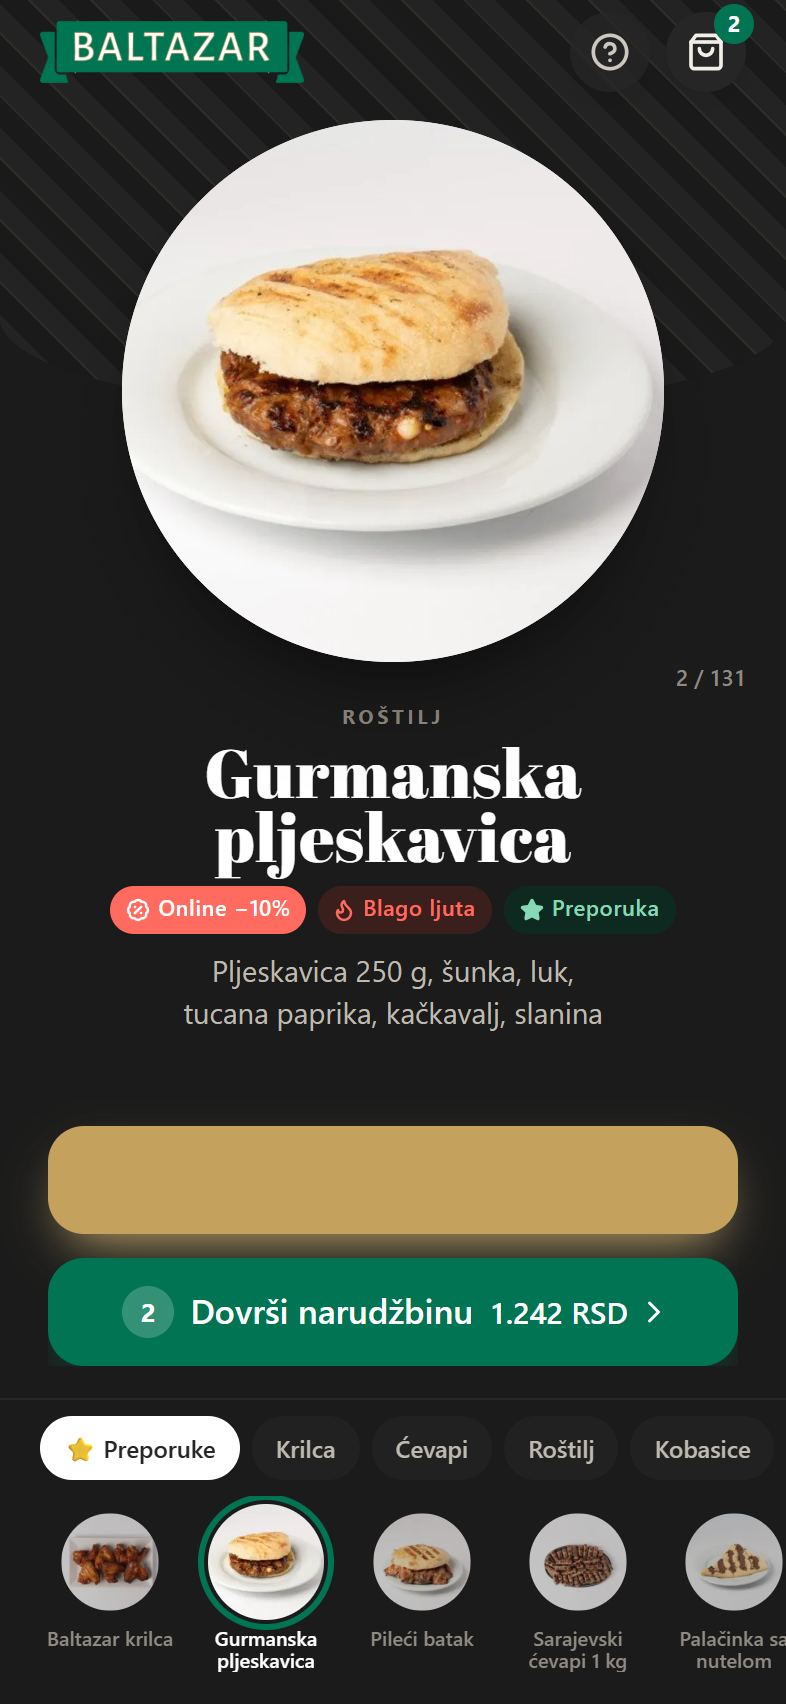 BALTAZAR
2
2 / 131
ROŠTILJ
Gurmanska
pljeskavica
Online –10%
Blago ljuta
Preporuka
Pljeskavica 250 g, šunka, luk,
tucana paprika, kačkavalj, slanina
2 Dovrši narudžbinu 1.242 RSD
Preporuke
Krilca
Ćevapi
Roštilj
Kobasice
Baltazar krilca
Gurmanska
pljeskavica
Pileći batak
Sarajevski
ćevapi 1 kg
Palačinka sa
nutelom